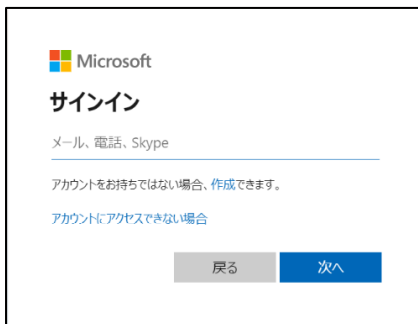 Microsoft
サインイン
メール、電話、Skype
アカウントをお持ちではない場合、作成できます。
アカウントにアクセスできない場合
戻る 次へ